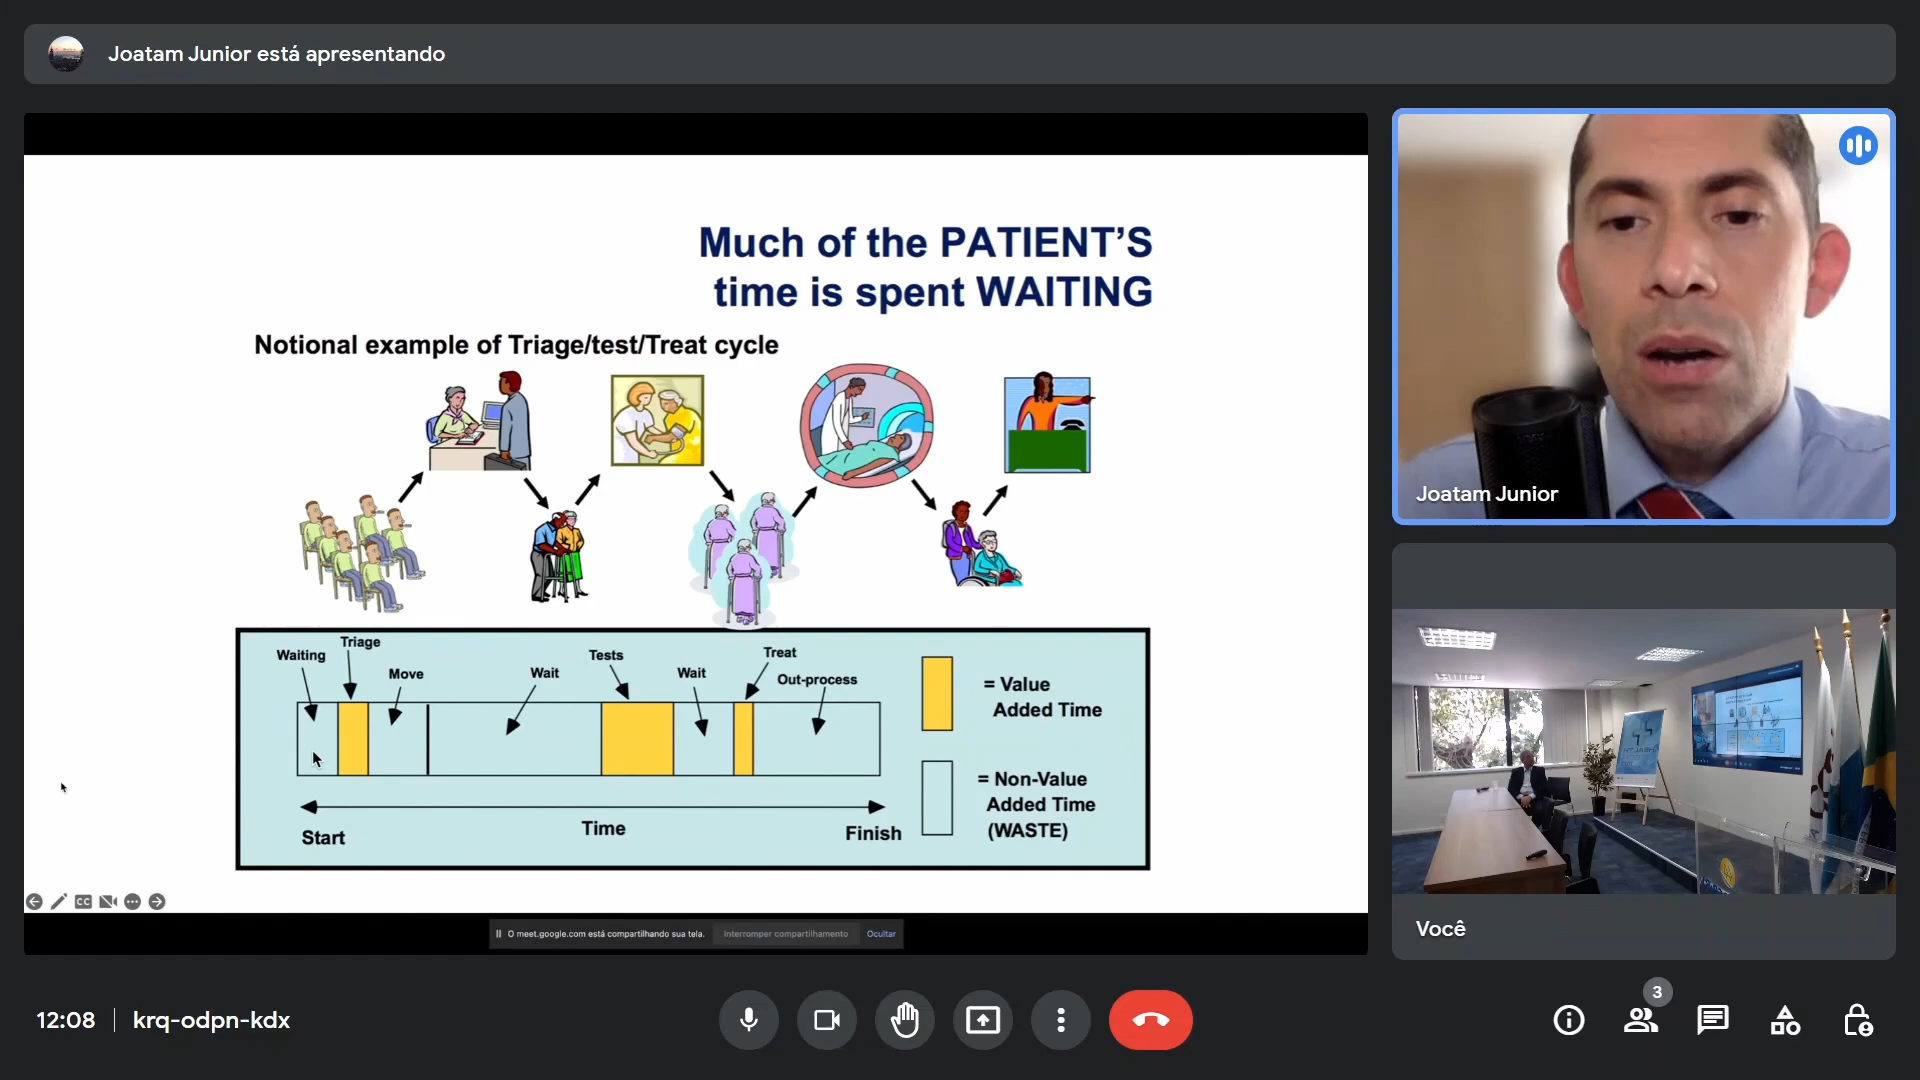 Joatam Junior está apresentando
Much of the PATIENT'S
time is spent WAITING
Notional example of Triage/test/Treat cycle
Waiting
Triage
Move
Wait
Tests
Wait
Treat
Out-process
= Value
Added Time
= Non-Value
Added Time
(WASTE)
Start
Time
Finish
CC
O meet.google.com está compartilhando sua tela.
Interromper compartilhamento
Ocultar
Joatam Junior
Você
12:08
krq-odpn-kdx
3